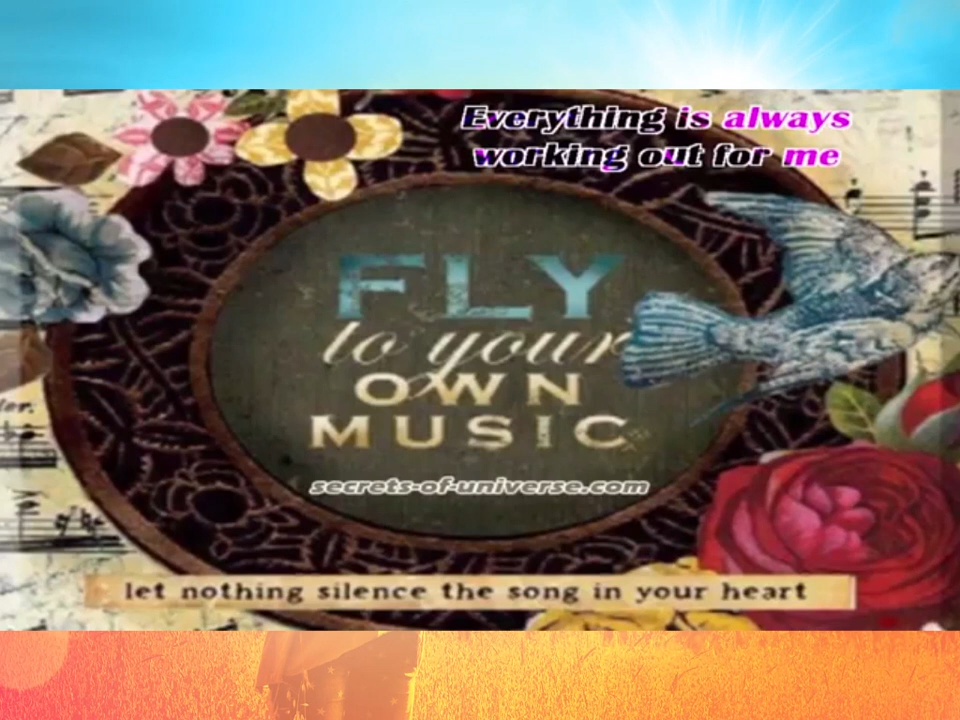 Everything is always
working out for me
FLY
to your
OWN
MUSIC
secrets-of-universe.com
let nothing silence the song in your heart